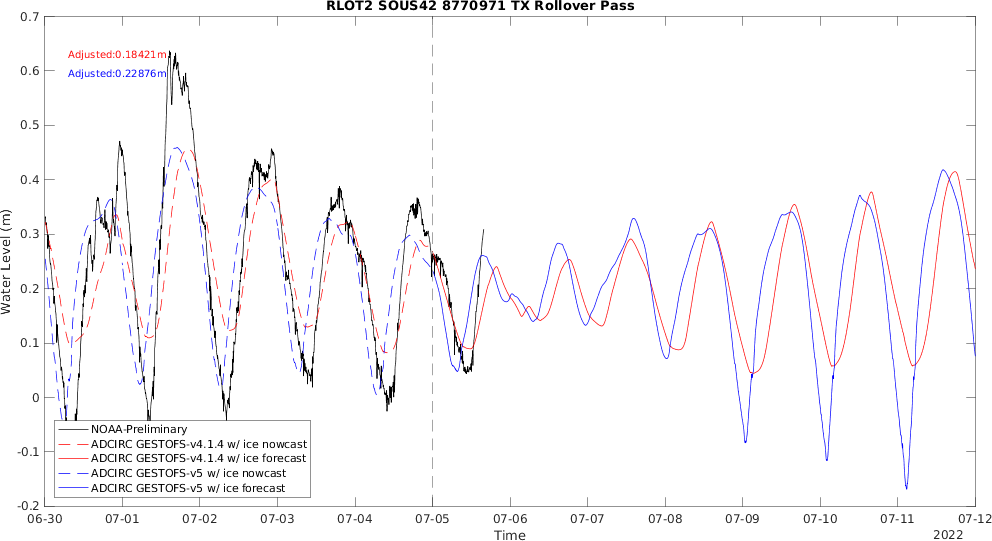 RLOT2 SOUS42 8770971 TX Rollover Pass
0.7
0.6
0.5
0.4
0.3
0.2
0.1
0
-0.1
-0.2
Water Level (m)
Adjusted:0.18421m
Adjusted:0.22876m
NOAA-Preliminary
ADCIRC GESTOFS-v4.1.4 w/ ice nowcast
ADCIRC GESTOFS-v4.1.4 w/ ice forecast
ADCIRC GESTOFS-v5 w/ ice nowcast
ADCIRC GESTOFS-v5 w/ ice forecast
06-30 07-01 07-02 07-03 07-04 07-05 07-06 07-07 07-08 07-09 07-10 07-11 07-12
Time
2022